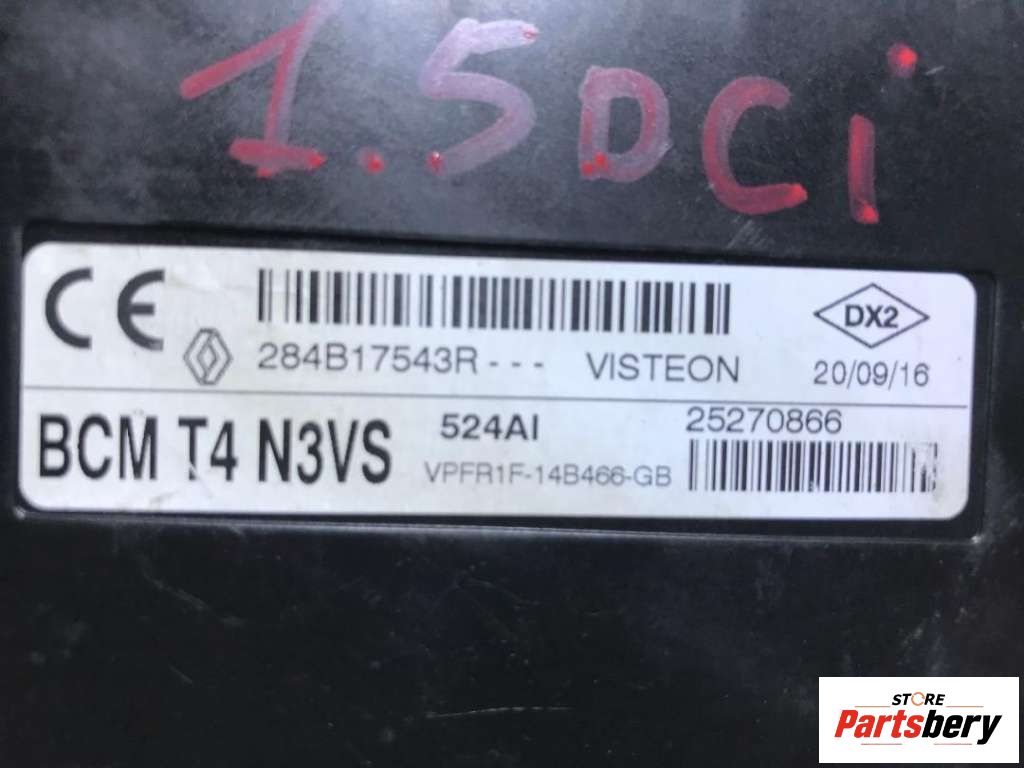 1.5DCi
CE
284B17543R--- VISTEON
DX2
20/09/16
BCM T4 N3VS
524AI
VPFR1F-14B466-GB
25270866
STORE
Partsbery